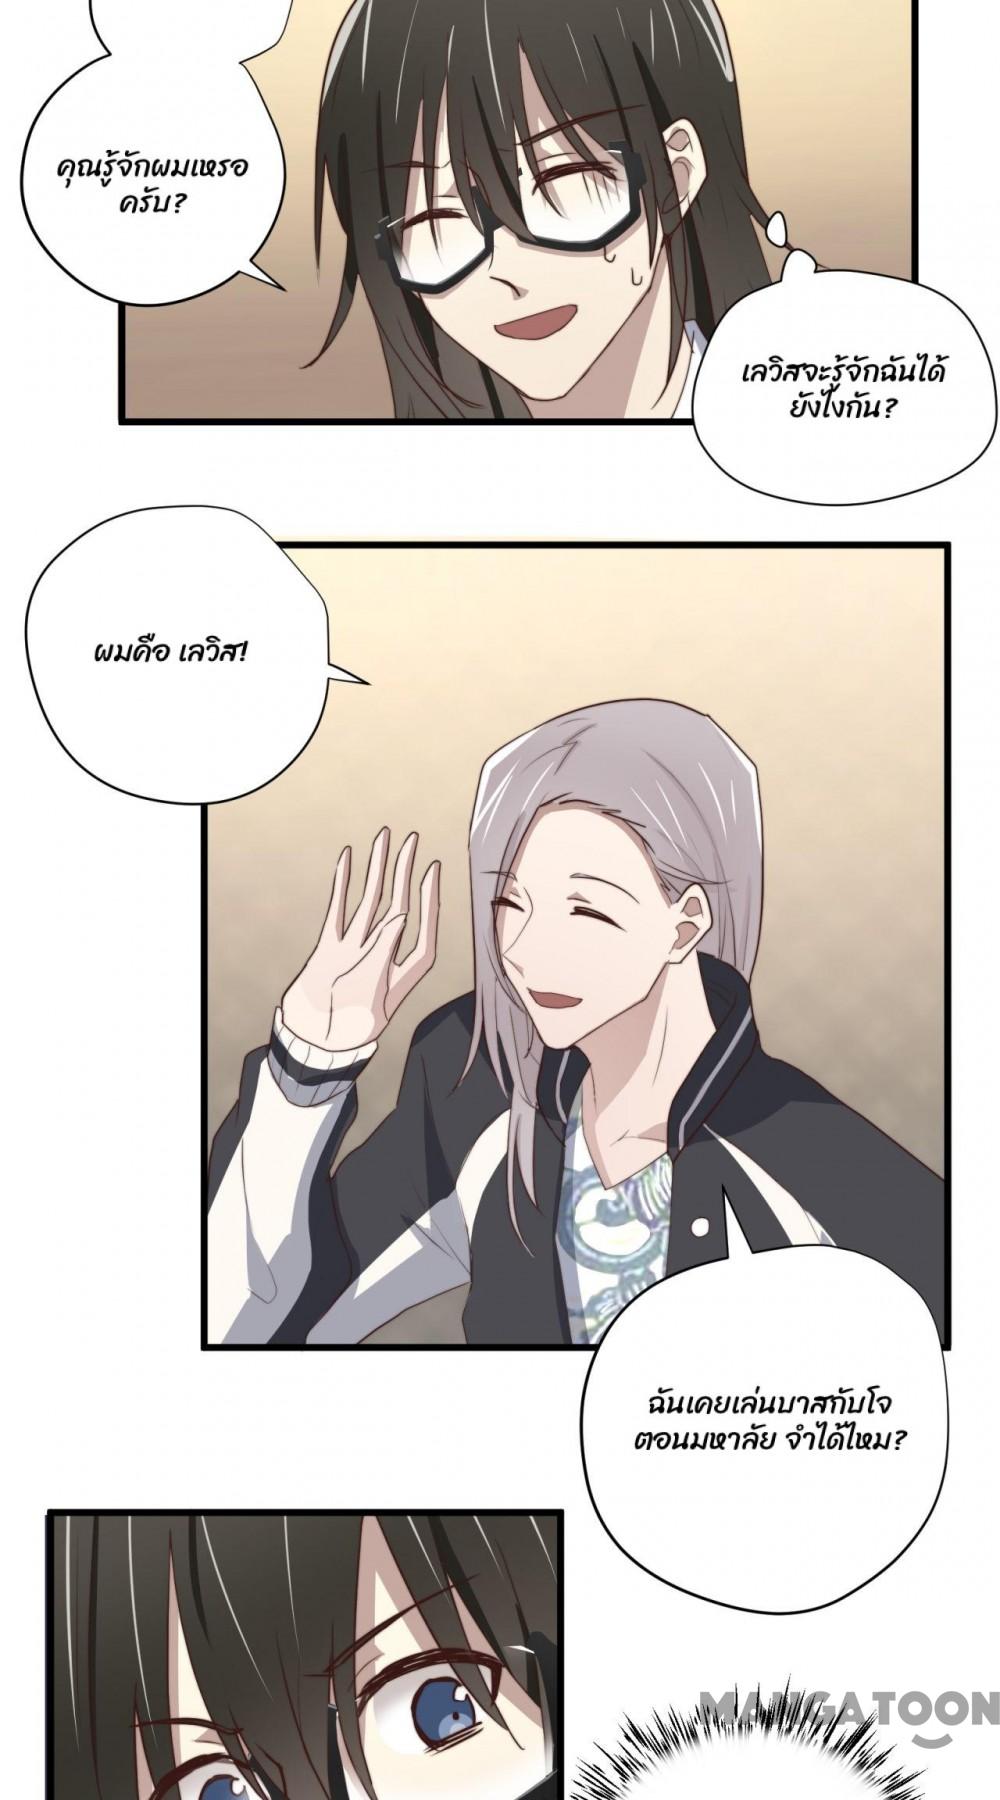 คุณรู้จักผมเหรอ
ครับ?
เลวิสจะรู้จักฉันได้
ยังไงกัน?
ผมคือ เลวิส!
ฉันเคยเล่นบาสกับโจ
ตอนมหาลัย จำได้ไหม?
MANGATOON